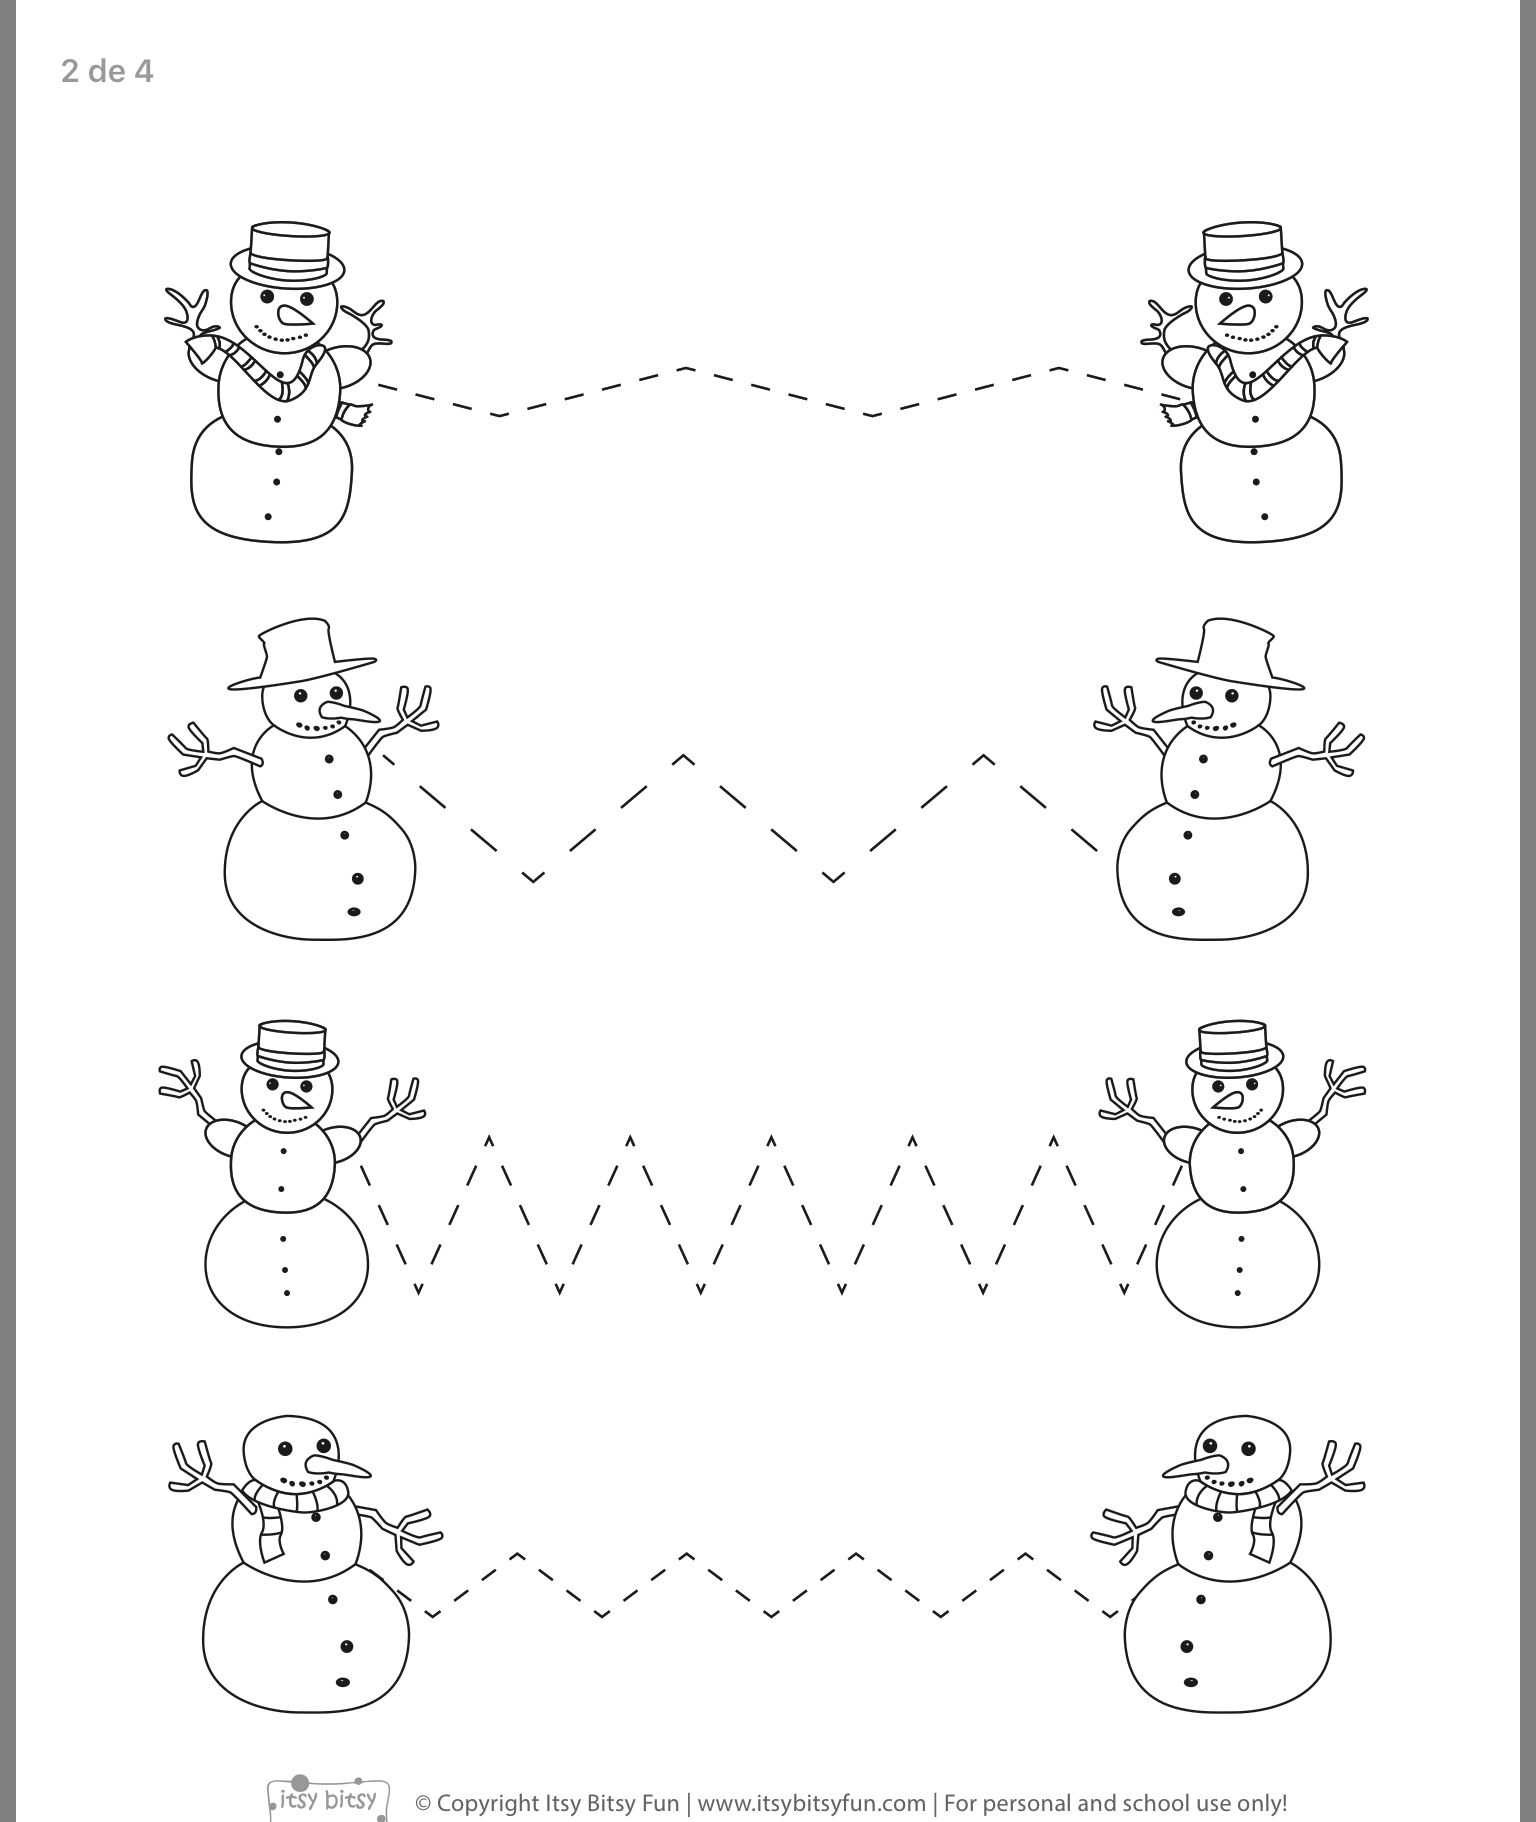 2 de 4
itsy bitsy
© Copyright Itsy Bitsy Fun | www.itsybitsyfun.com | For personal and school use only!